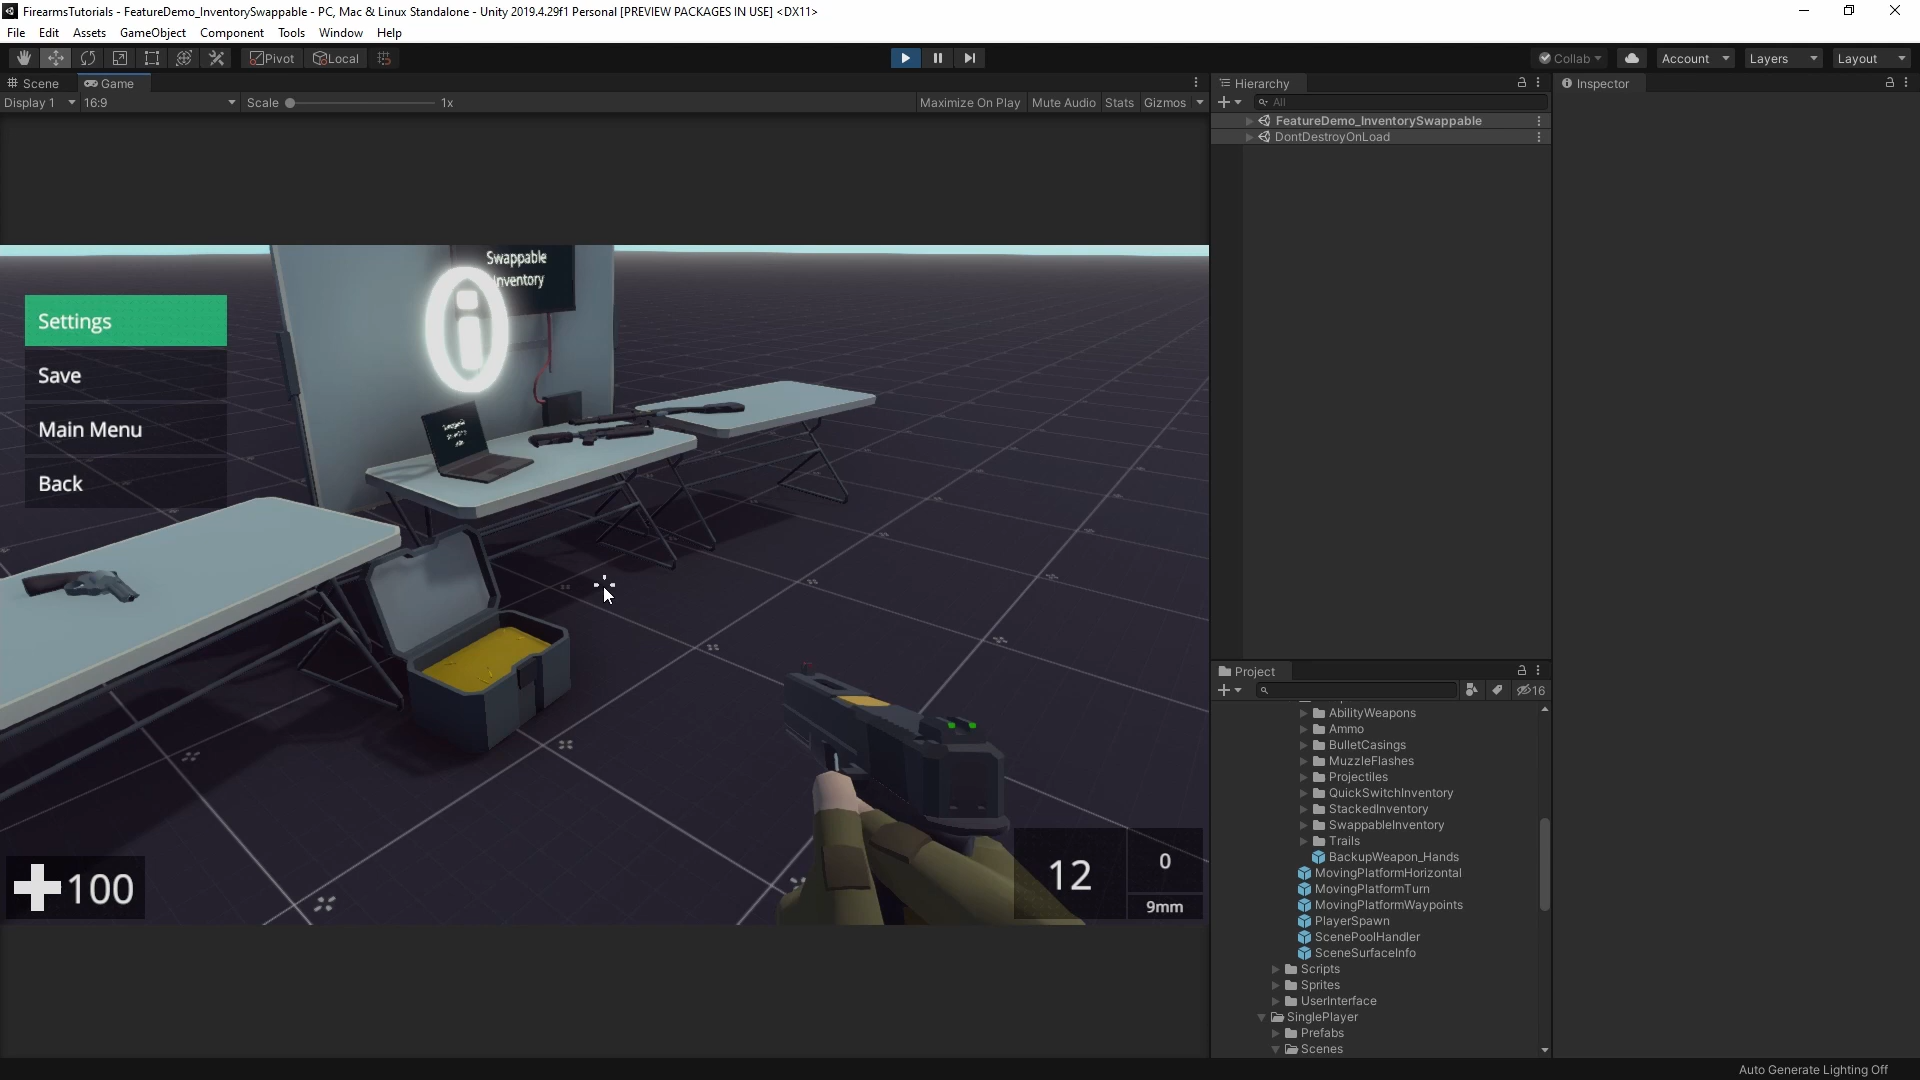 FirearmsTutorials - FeatureDemo_InventorySwappable - PC, Mac & Linux Standalone - Unity 2019.4.29f1 Personal [PREVIEW PACKAGES IN USE] <DX11>
File Edit Assets GameObject Component Tools Window Help
Pivot Local Collab Account Layers Layout
Scene Game
Display 1 16:9 Scale 1x Maximize On Play Mute Audio Stats Gizmos
Swappable
Inventory
Settings
Save
Main Menu
Back
100
12
0
9mm
Hierarchy
All
FeatureDemo_InventorySwappable
DontDestroyOnLoad
Inspector
Project
16
AbilityWeapons
Ammo
BulletCasings
MuzzleFlashes
Projectiles
QuickSwitchInventory
StackedInventory
SwappableInventory
Trails
BackupWeapon_Hands
MovingPlatformHorizontal
MovingPlatformTurn
MovingPlatformWaypoints
PlayerSpawn
ScenePoolHandler
SceneSurfaceInfo
Scripts
Sprites
UserInterface
SinglePlayer
Prefabs
Scenes
Auto Generate Lighting Off